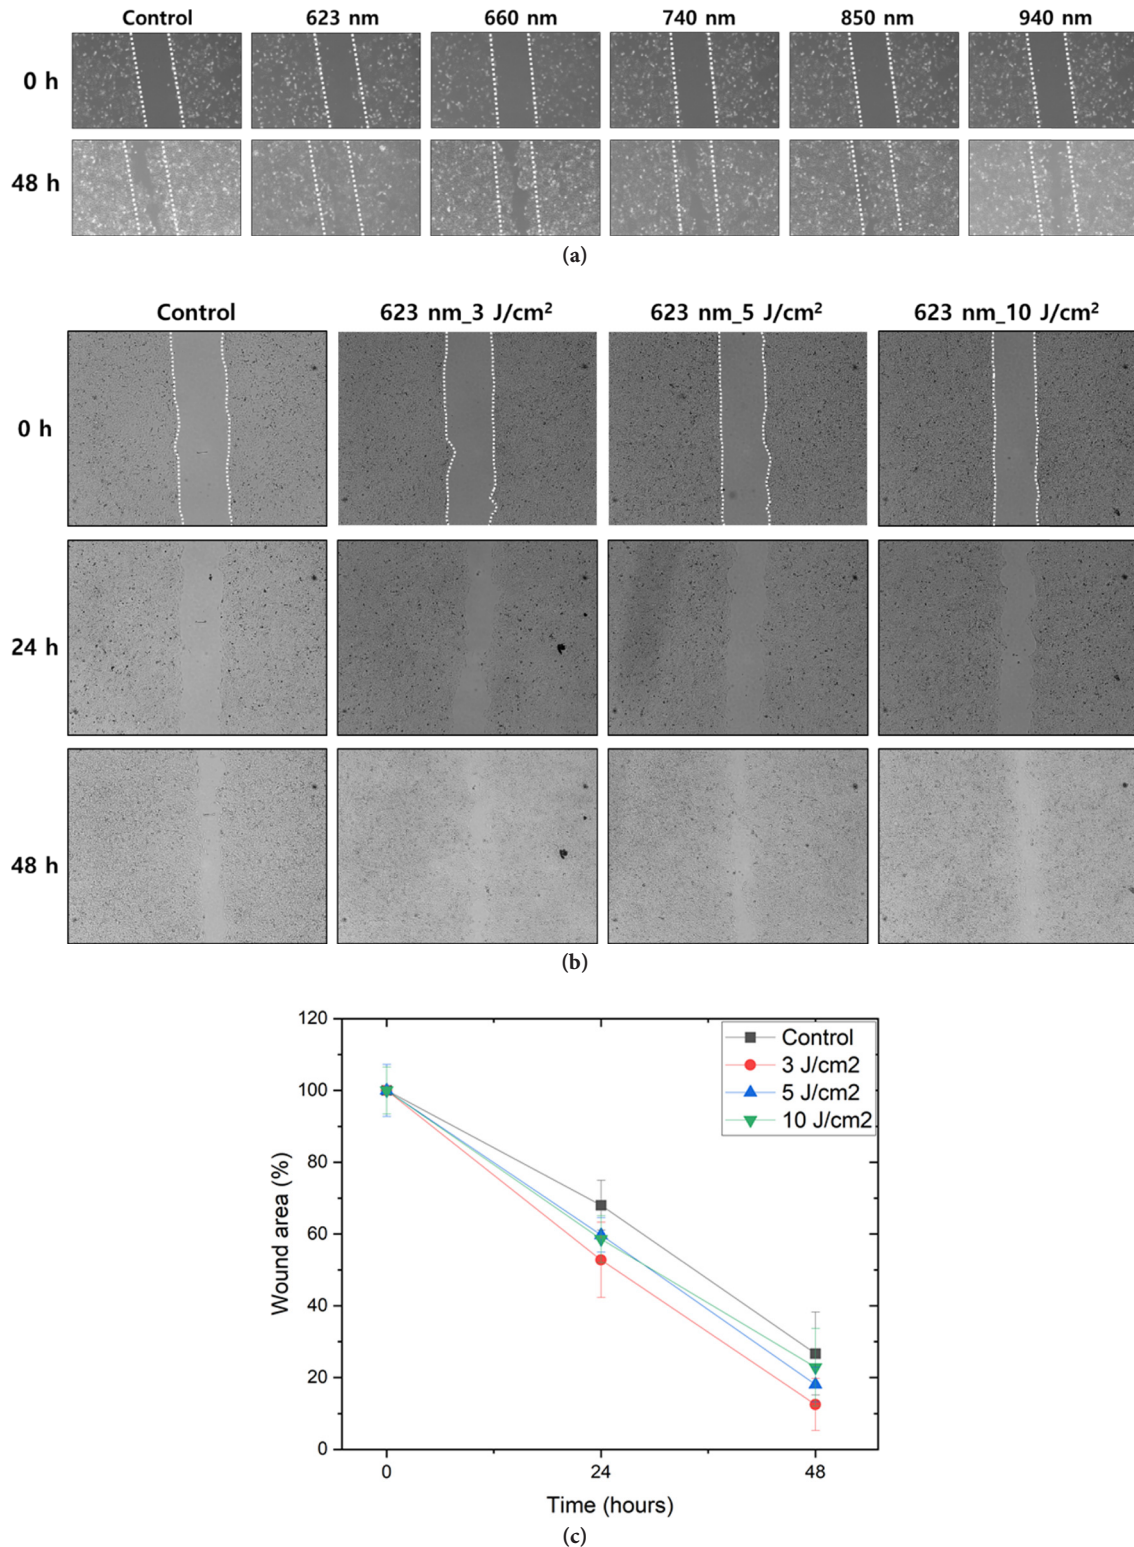 Control 623 nm 660 nm 740 nm 850 nm 940 nm
0 h
48 h
(a)
Control 623 nm_3 J/cm² 623 nm_5 J/cm² 623 nm_10 J/cm²
0 h
24 h
48 h
(b)
120
100
80
60
40
20
0
Wound area (%)
Control
3 J/cm2
5 J/cm2
10 J/cm2
0 24 48
Time (hours)
(c)